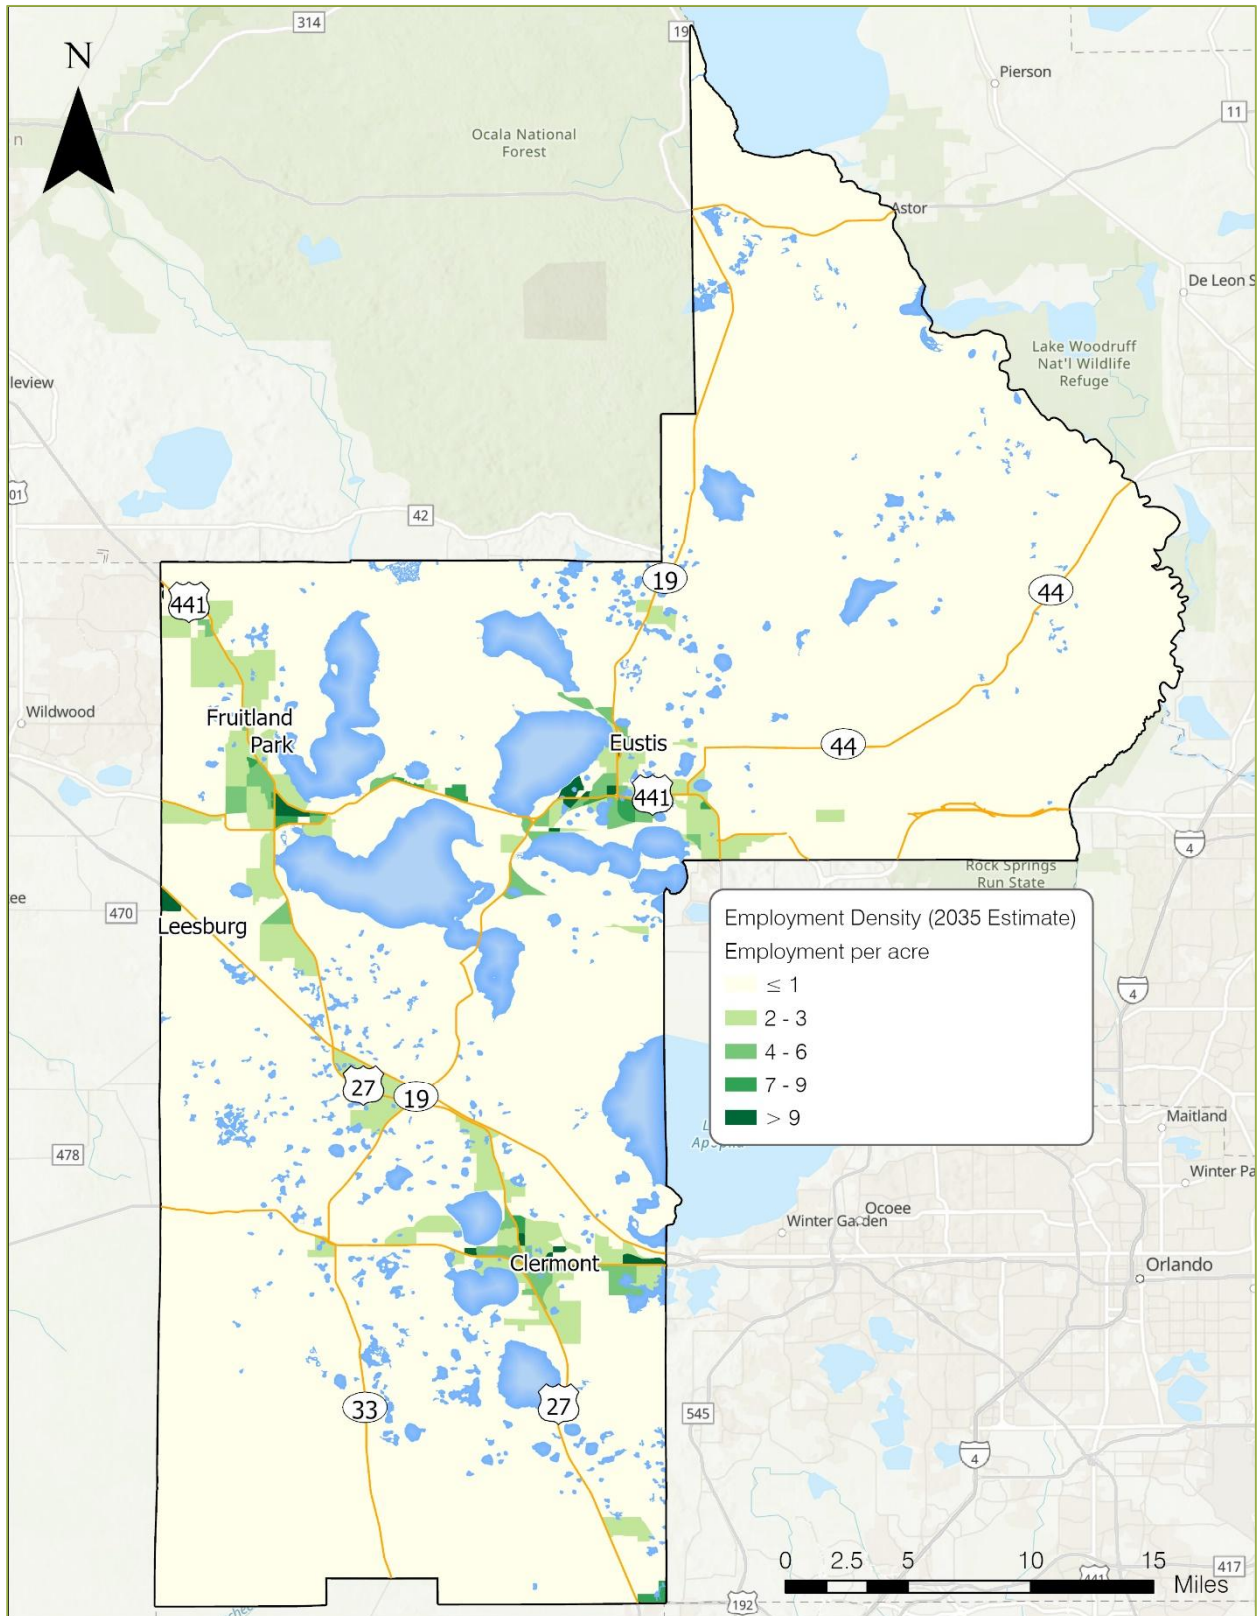 314
19
N
Pierson
11
Ocala National
Forest
n
Astor
De Leon S
Lake Woodruff
Nat'l Wildlife
Refuge
leview
01
42
19
44
441
Wildwood
Fruitland
Park
Eustis
44
441
4
Rock Springs
Run State
ee
470
Leesburg
Employment Density (2035 Estimate)
Employment per acre
≤ 1
2 - 3
4 - 6
7 - 9
> 9
4
27
19
Maitland
478
Winter Pa
Ocoee
Winter Garden
Clermont
Orlando
33
27
545
4
0 2.5 5 10 15
Miles
417
441
192